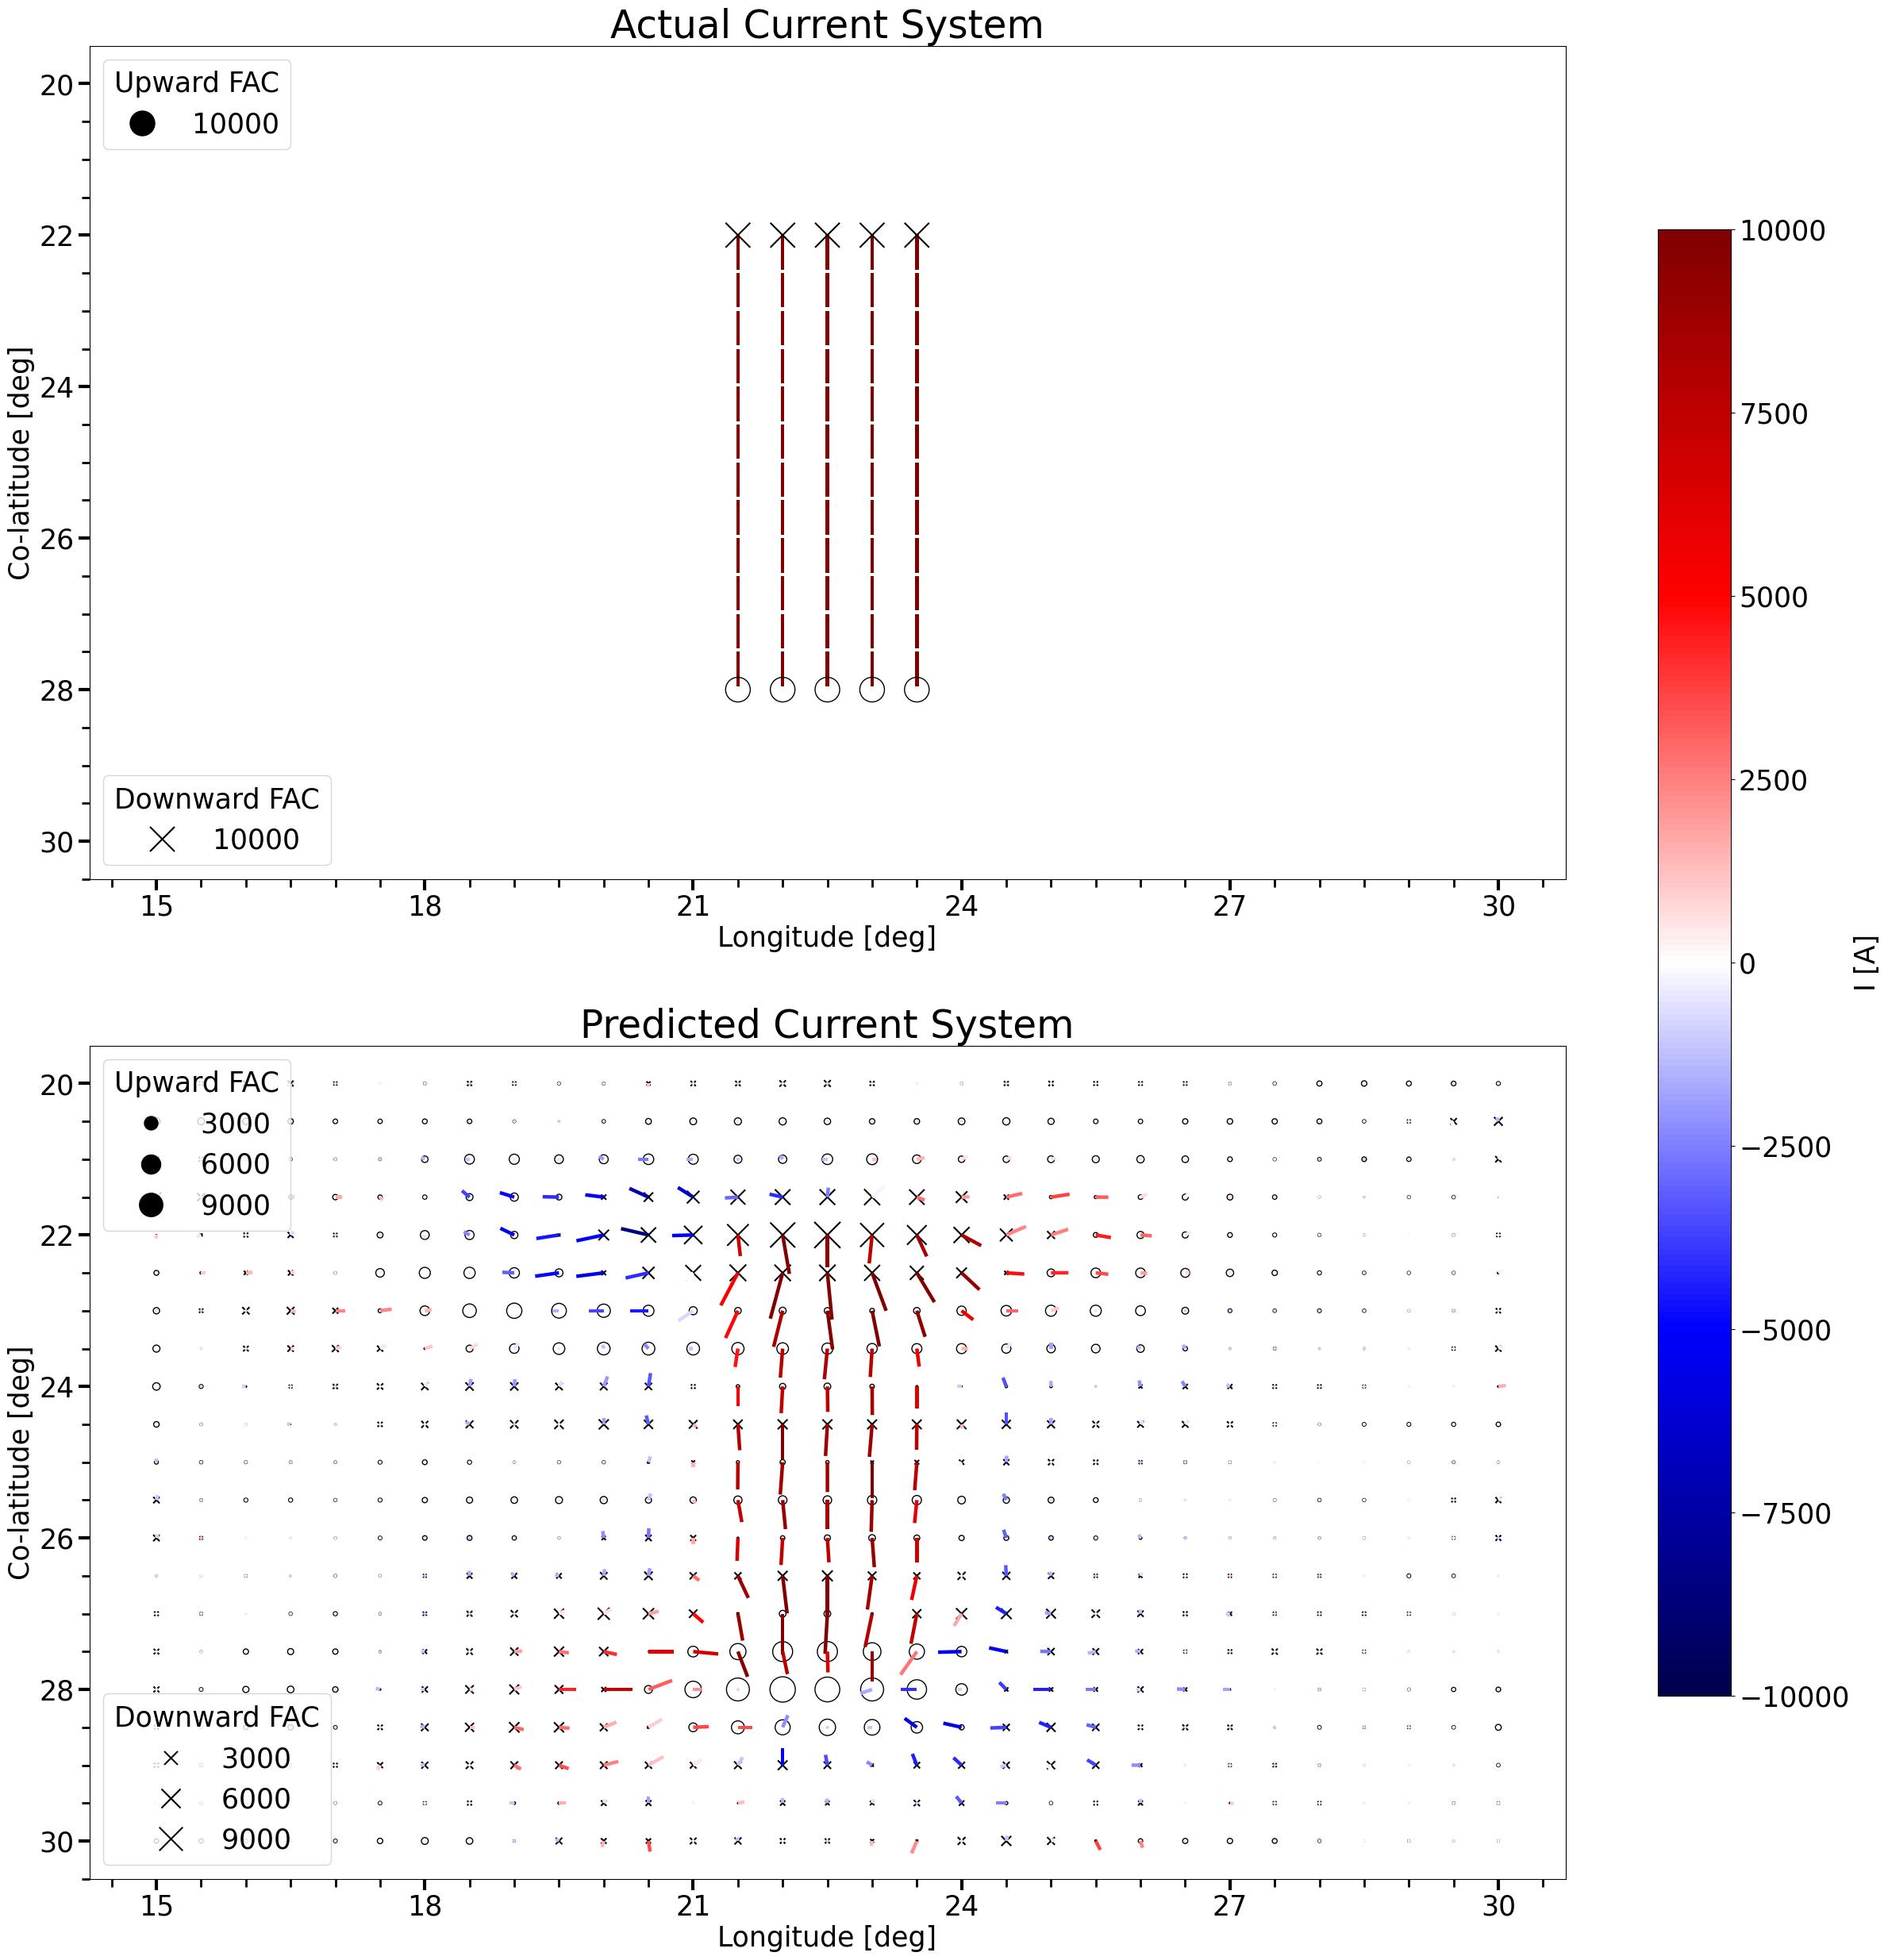 Actual Current System
Upward FAC
10000
Downward FAC
10000
20
22
24
26
28
30
Co-latitude [deg]
15 18 21 24 27 30
Longitude [deg]
Predicted Current System
Upward FAC
3000
6000
9000
Downward FAC
3000
6000
9000
20
22
24
26
28
30
Co-latitude [deg]
15 18 21 24 27 30
Longitude [deg]
10000
7500
5000
2500
0
−2500
−5000
−7500
−10000
I [A]